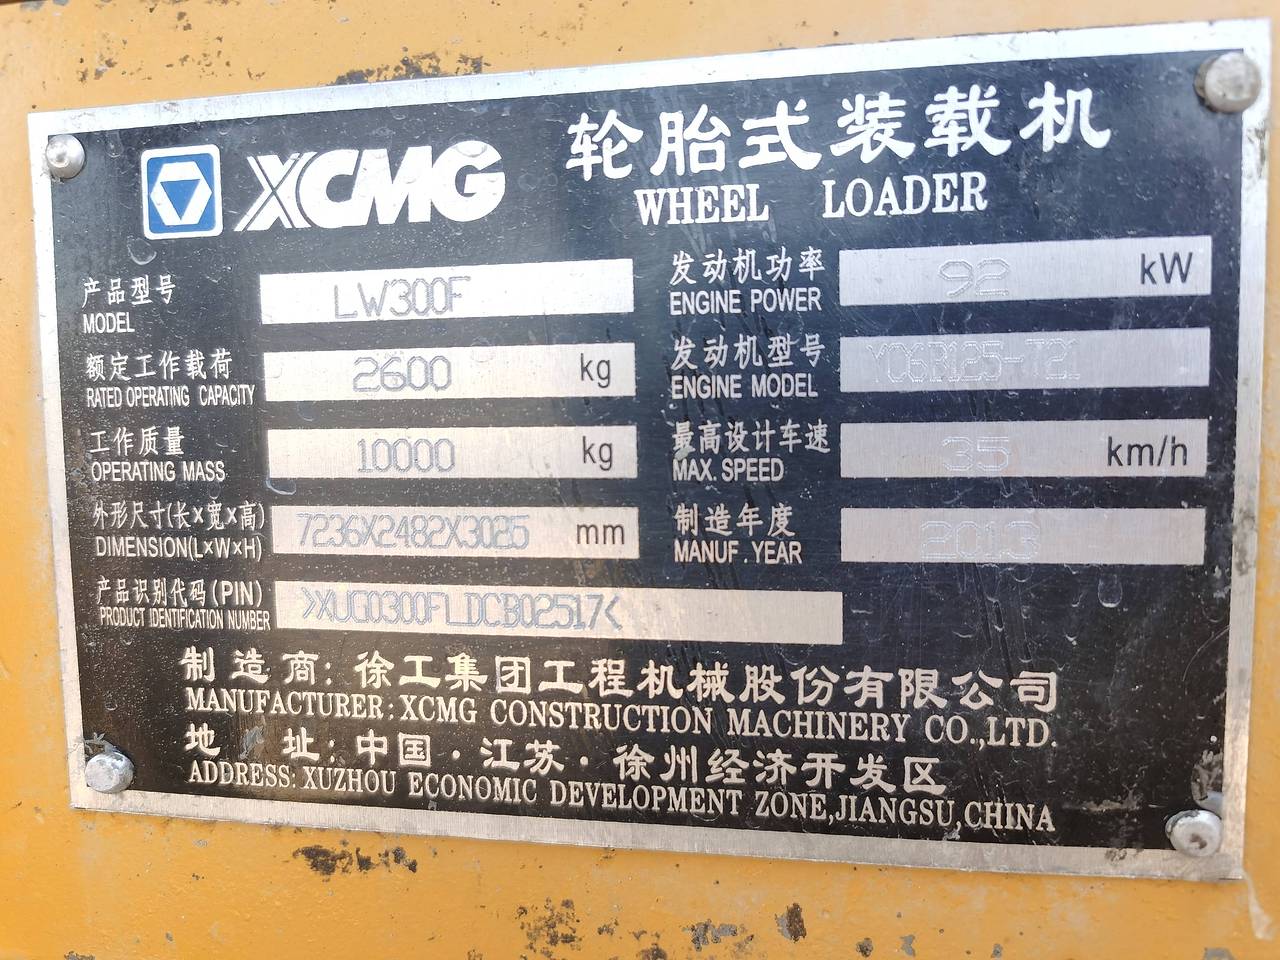 XCMG 轮胎式装载机
WHEEL LOADER
产品型号 LW300F
MODEL
发动机功率 92 kW
ENGINE POWER
额定工作载荷 2600 kg
RATED OPERATING CAPACITY
发动机型号 YC6B125-T21
ENGINE MODEL
工作质量 10000 kg
OPERATING MASS
最高设计车速 35 km/h
MAX. SPEED
外形尺寸(长×宽×高) 7236X2482X3025 mm
DIMENSION(L×W×H)
制造年度 2013
MANUF.YEAR
产品识别代码(PIN) >XUG0300FLDCB02517<
PRODUCT IDENTIFICATION NUMBER
制造商:徐工集团工程机械股份有限公司
MANUFACTURER:XCMG CONSTRUCTION MACHINERY CO.,LTD.
地址:中国·江苏·徐州经济开发区
ADDRESS:XUZHOU ECONOMIC DEVELOPMENT ZONE,JIANGSU,CHINA